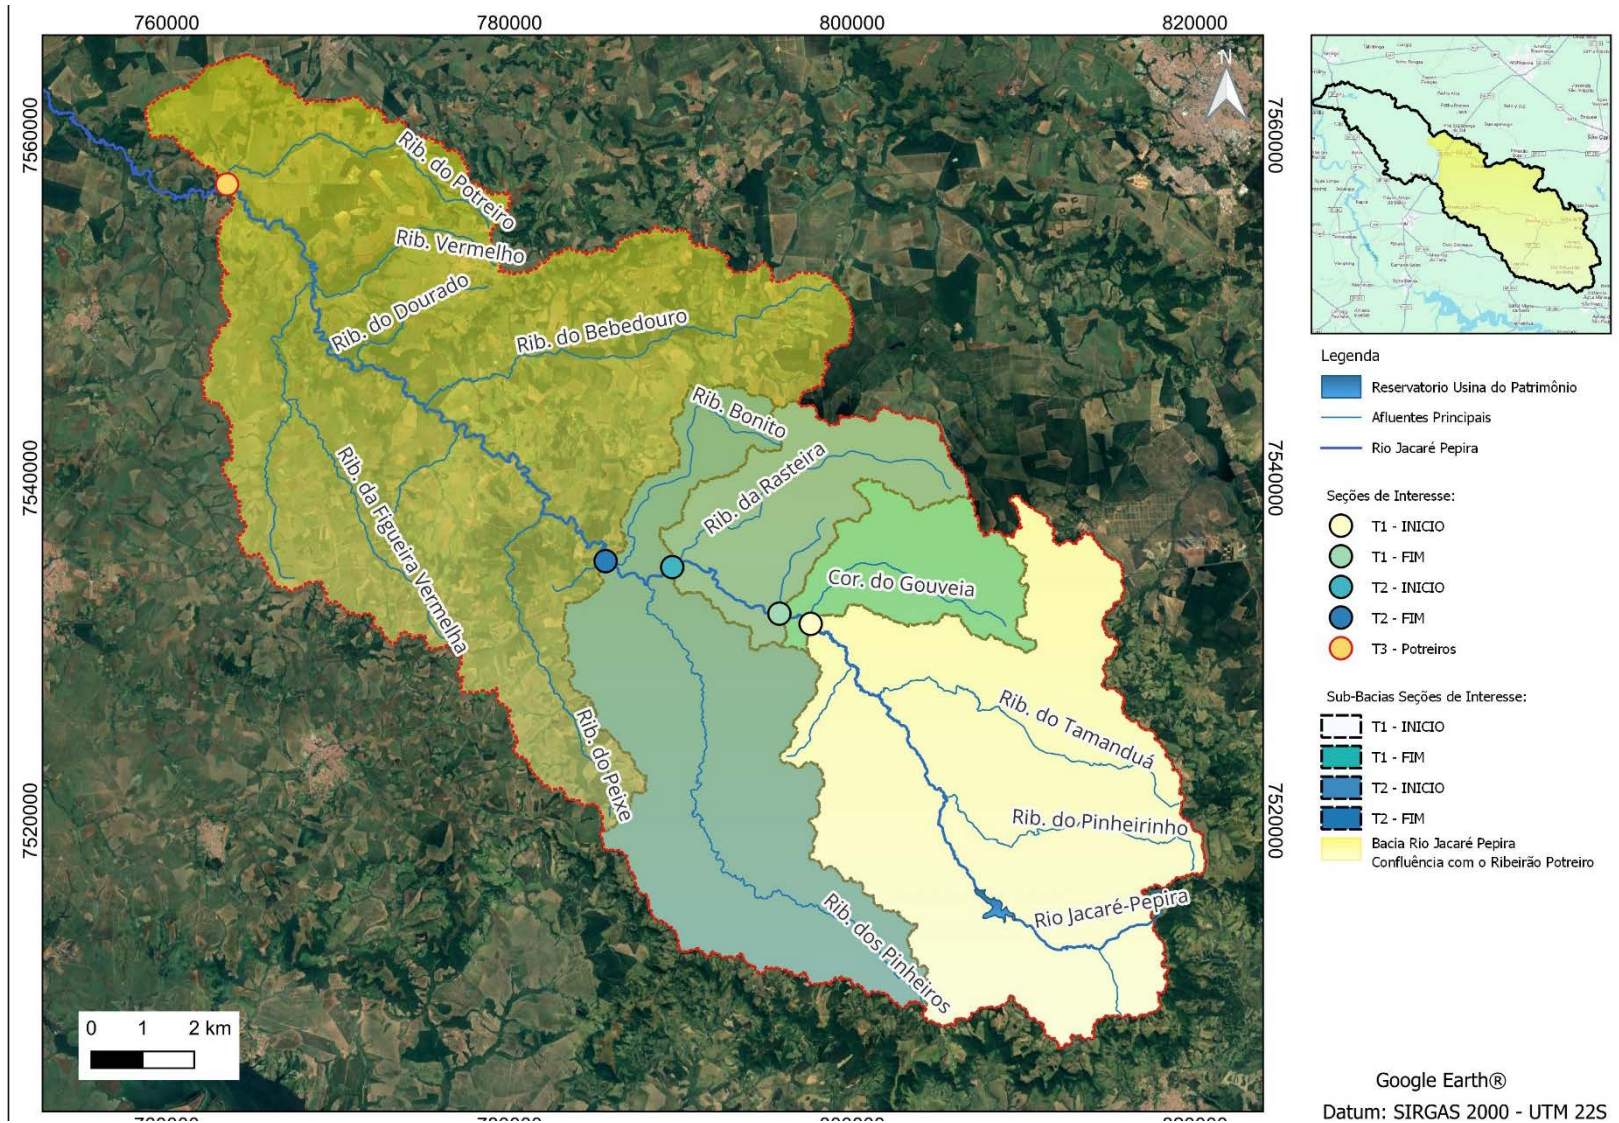 760000
780000
800000
820000
7560000
7540000
7520000
7560000
7540000
7520000
N
Rib. do Potreiro
Rib. Vermelho
Rib. do Dourado
Rib. do Bebedouro
Rib. Bonito
Rib. da Rasteira
Rib. da Figueira Vermelha
Cor. do Gouveia
Rib. do Tamanduá
Rib. do Peixe
Rib. do Pinheirinho
Rib. dos Pinheiros
Rio Jacaré-Pepira
0 1 2 km
760000
780000
800000
820000
Legenda
Reservatorio Usina do Patrimônio
Afluentes Principais
Rio Jacaré Pepira
Seções de Interesse:
T1 - INICIO
T1 - FIM
T2 - INICIO
T2 - FIM
T3 - Potreiros
Sub-Bacias Seções de Interesse:
T1 - INICIO
T1 - FIM
T2 - INICIO
T2 - FIM
Bacia Rio Jacaré Pepira
Confluência com o Ribeirão Potreiro
Google Earth®
Datum: SIRGAS 2000 - UTM 22S